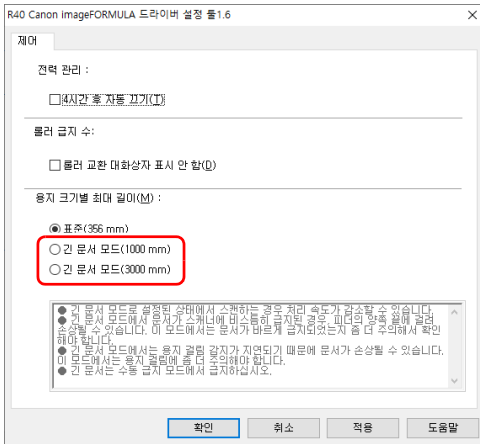 R40 Canon imageFORMULA 드라이버 설정 툴1.6
제어
전력 관리 :
4시간 후 자동 끄기(T)
롤러 급지 수:
롤러 교환 대화상자 표시 안 함(D)
용지 크기별 최대 길이(M) :
표준(356 mm)
긴 문서 모드(1000 mm)
긴 문서 모드(3000 mm)
● 긴 문서 모드로 설정된 상태에서 스캔하는 경우 처리 속도가 감소할 수 있습니다.
● 긴 문서 모드에서 문서가 스캐너에 비스듬히 급지될 경우, 피더의 양쪽 끝에 걸려
손상될 수 있습니다. 이 모드에서는 문서가 바르게 급지되었는지 좀 더 주의해서 확인
해야 합니다.
● 긴 문서 모드에서는 용지 걸림 감지가 지연되기 때문에 문서가 손상될 수 있습니다.
이 모드에서는 용지 걸림에 좀 더 주의해야 합니다.
● 긴 문서는 수동 급지 모드에서 급지하십시오.
확인
취소
적용
도움말